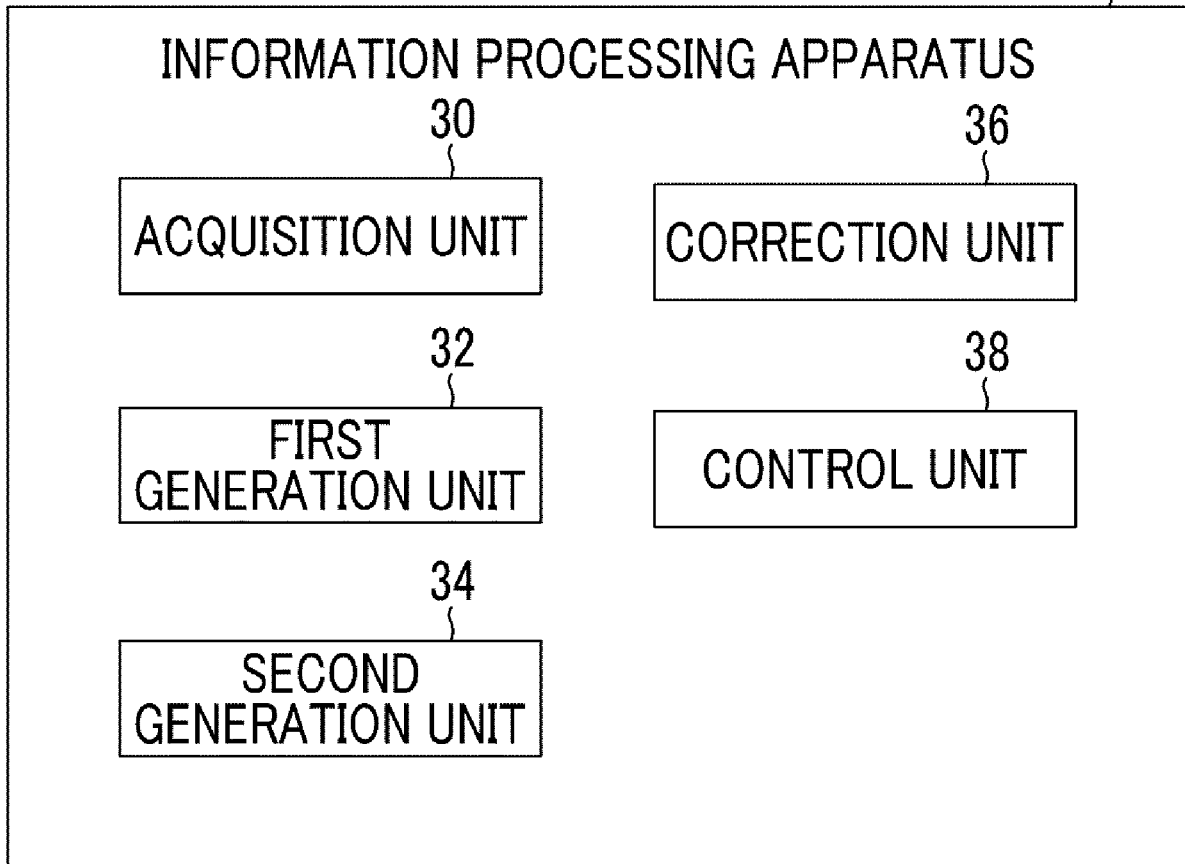 INFORMATION PROCESSING APPARATUS
30
ACQUISITION UNIT
32
FIRST
GENERATION UNIT
34
SECOND
GENERATION UNIT
36
CORRECTION UNIT
38
CONTROL UNIT